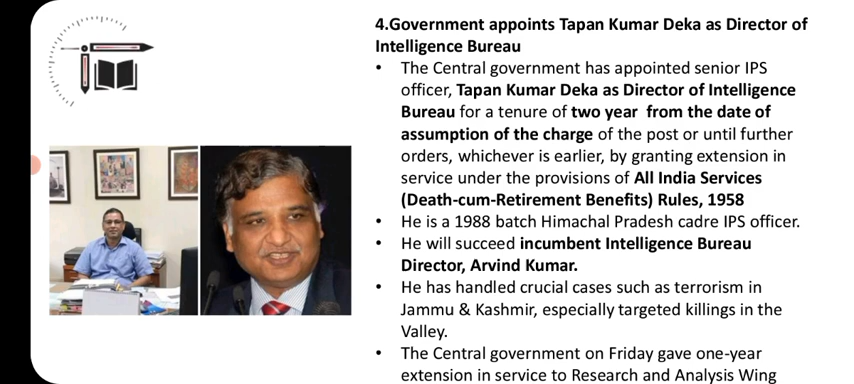 4.Government appoints Tapan Kumar Deka as Director of
Intelligence Bureau
• The Central government has appointed senior IPS
officer, Tapan Kumar Deka as Director of Intelligence
Bureau for a tenure of two year from the date of
assumption of the charge of the post or until further
orders, whichever is earlier, by granting extension in
service under the provisions of All India Services
(Death-cum-Retirement Benefits) Rules, 1958
• He is a 1988 batch Himachal Pradesh cadre IPS officer.
• He will succeed incumbent Intelligence Bureau
Director, Arvind Kumar.
• He has handled crucial cases such as terrorism in
Jammu & Kashmir, especially targeted killings in the
Valley.
• The Central government on Friday gave one-year
extension in service to Research and Analysis Wing